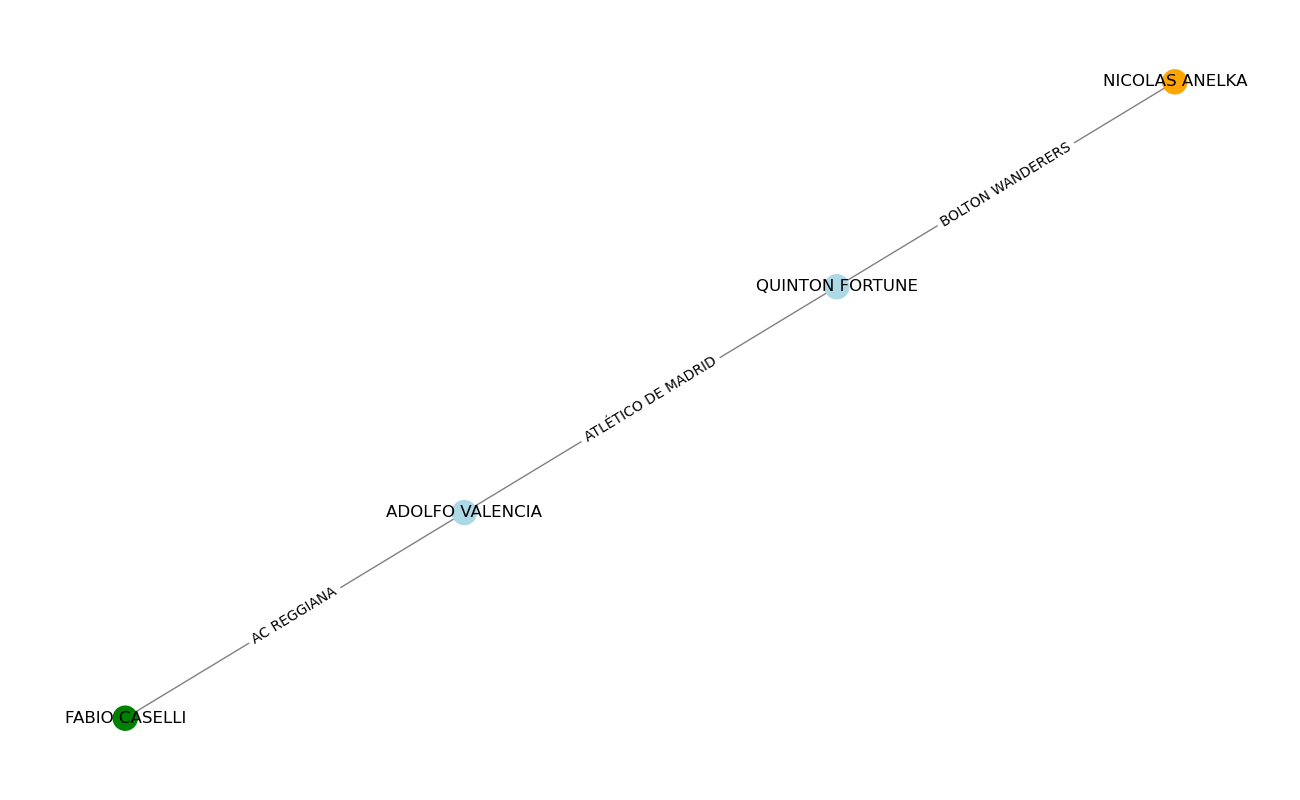 NICOLAS ANELKA
BOLTON WANDERERS
QUINTON FORTUNE
ATLÉTICO DE MADRID
ADOLFO VALENCIA
AC REGGIANA
FABIO CASELLI